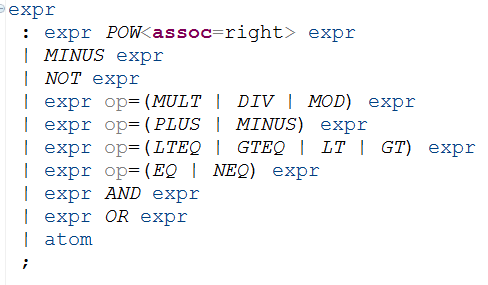 expr
: expr POW<assoc=right> expr
| MINUS expr
| NOT expr
| expr op=(MULT | DIV | MOD) expr
| expr op=(PLUS | MINUS) expr
| expr op=(LTEQ | GTEQ | LT | GT) expr
| expr op=(EQ | NEQ) expr
| expr AND expr
| expr OR expr
| atom
;